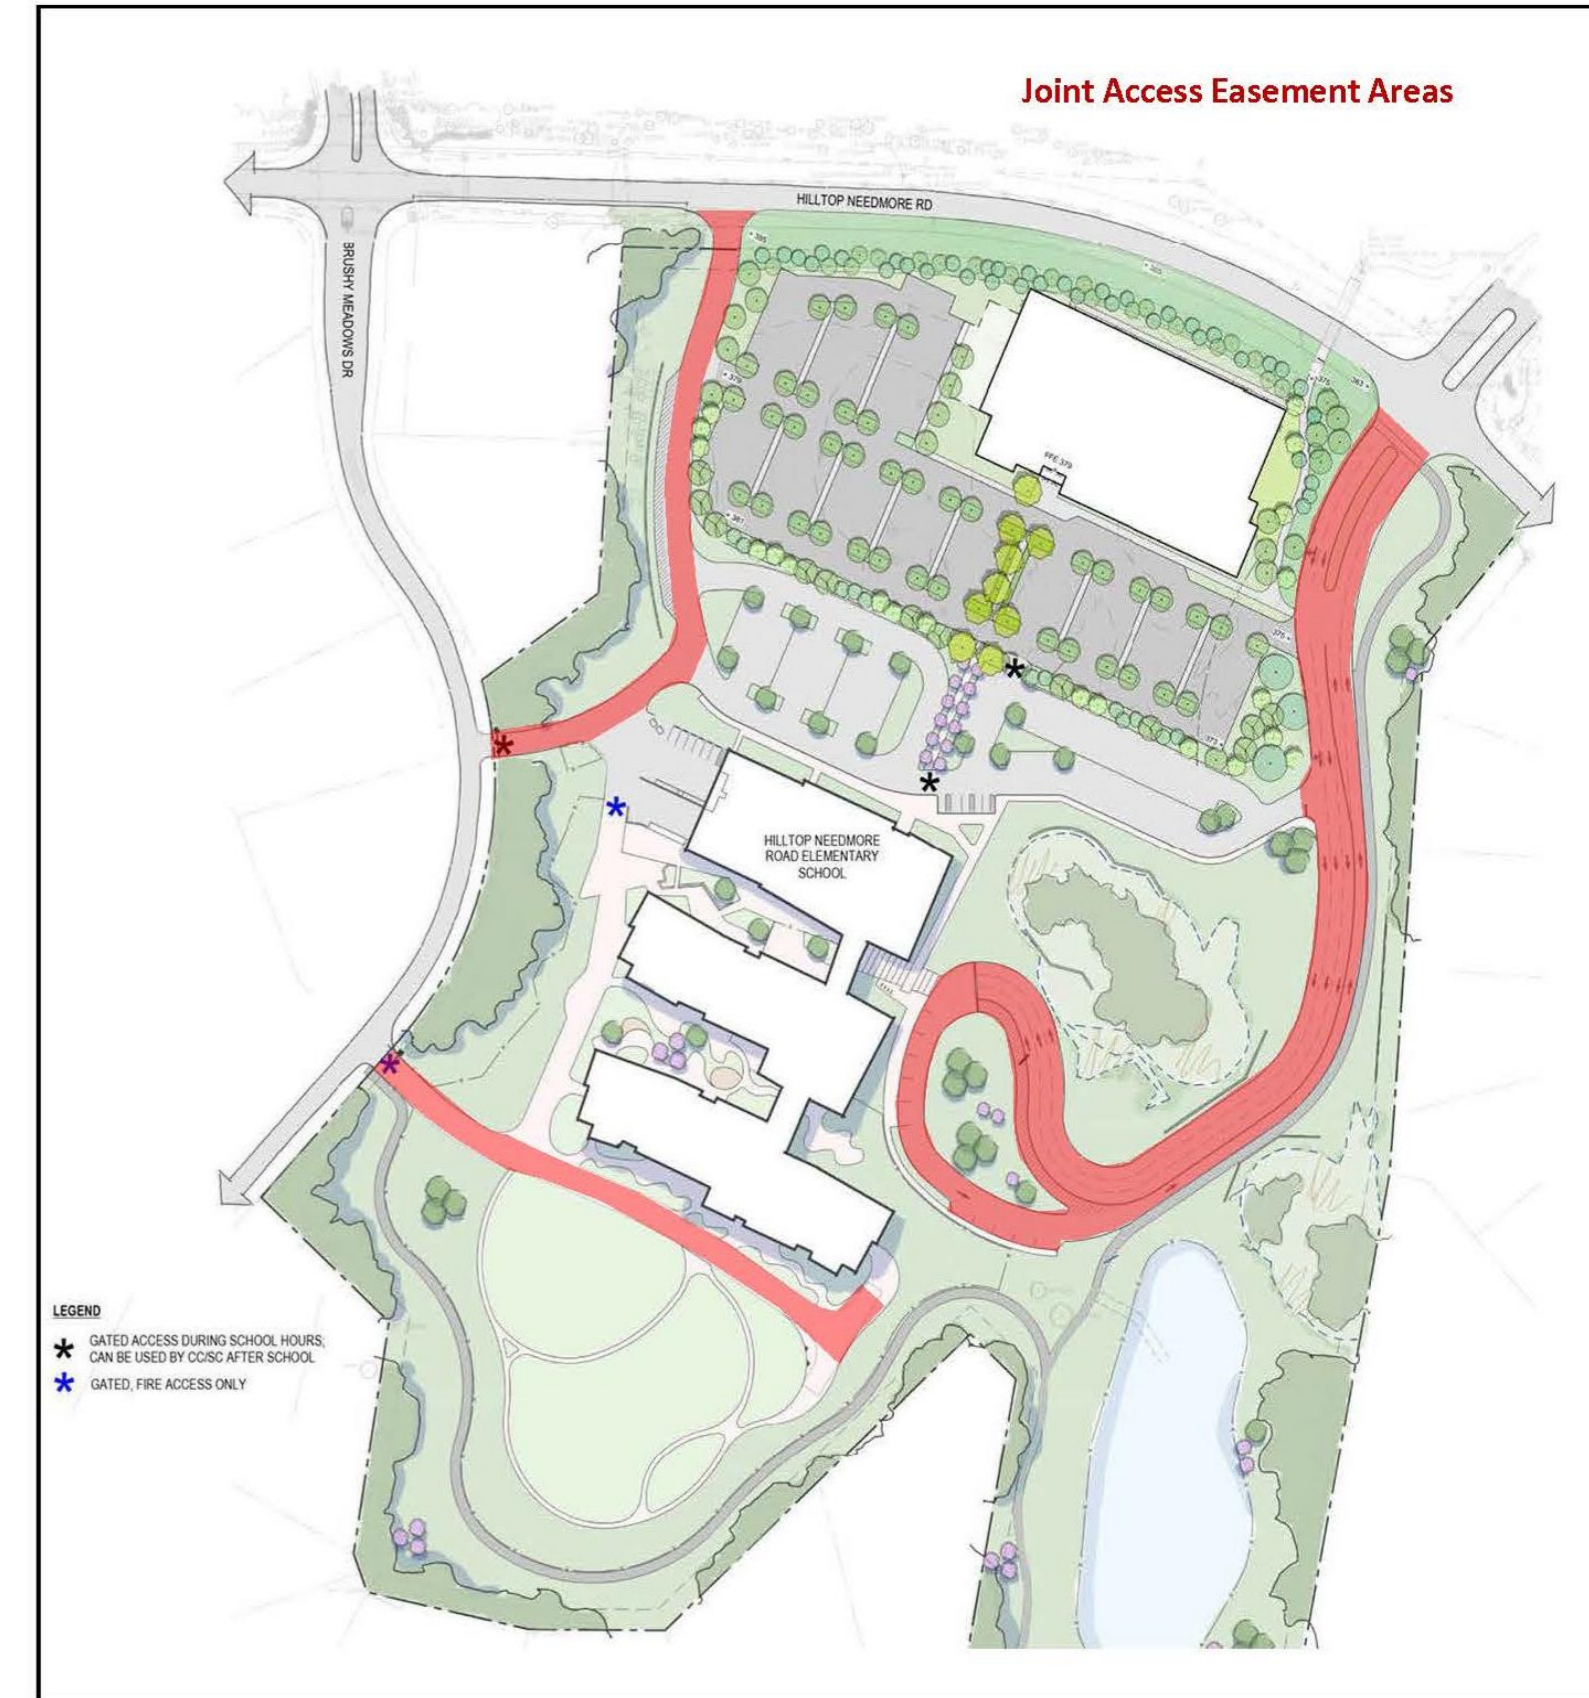 Joint Access Easement Areas
HILLTOP NEEDMORE RD
BRUSHY MEADOWS DR
FFE 379
HILLTOP NEEDMORE
ROAD ELEMENTARY
SCHOOL
LEGEND
GATED ACCESS DURING SCHOOL HOURS;
CAN BE USED BY CC/SC AFTER SCHOOL
GATED, FIRE ACCESS ONLY